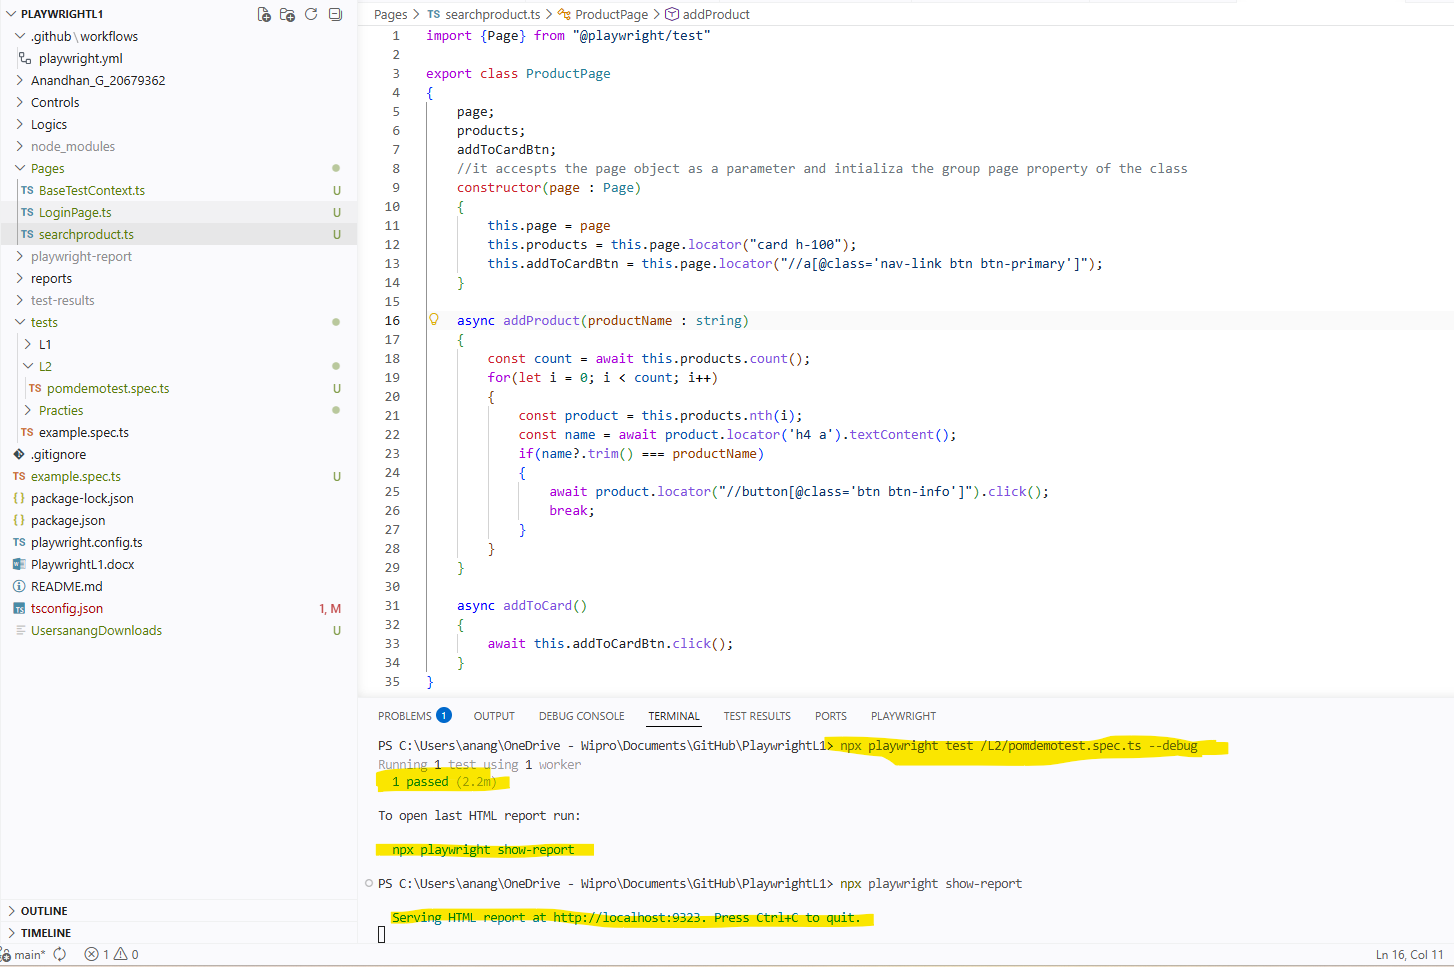 PLAYWRIGHTL1
.github\workflows
playwright.yml
Anandhan_G_20679362
Controls
Logics
node_modules
Pages
TS BaseTestContext.ts U
TS LoginPage.ts U
TS searchproduct.ts U
playwright-report
reports
test-results
tests
L1
L2
TS pomdemotest.spec.ts U
Practies
TS example.spec.ts
.gitignore
TS example.spec.ts U
{} package-lock.json
{} package.json
TS playwright.config.ts
PlaywrightL1.docx
README.md
tsconfig.json 1, M
UsersanangDownloads U
OUTLINE
TIMELINE
Pages > TS searchproduct.ts > ProductPage > addProduct
1 import {Page} from "@playwright/test"
2
3 export class ProductPage
4 {
5 page;
6 products;
7 addToCardBtn;
8 //it accespts the page object as a parameter and intializa the group page property of the class
9 constructor(page : Page)
10 {
11 this.page = page
12 this.products = this.page.locator("card h-100");
13 this.addToCardBtn = this.page.locator("//a[@class='nav-link btn btn-primary']");
14 }
15
16 async addProduct(productName : string)
17 {
18 const count = await this.products.count();
19 for(let i = 0; i < count; i++)
20 {
21 const product = this.products.nth(i);
22 const name = await product.locator('h4 a').textContent();
23 if(name?.trim() === productName)
24 {
25 await product.locator("//button[@class='btn btn-info']").click();
26 break;
27 }
28 }
29 }
30
31 async addToCard()
32 {
33 await this.addToCardBtn.click();
34 }
35 }
PROBLEMS 1 OUTPUT DEBUG CONSOLE TERMINAL TEST RESULTS PORTS PLAYWRIGHT
PS C:\Users\anang\OneDrive - Wipro\Documents\GitHub\PlaywrightL1> npx playwright test /L2/pomdemotest.spec.ts --debug
Running 1 test using 1 worker
1 passed (2.2m)
To open last HTML report run:
npx playwright show-report
PS C:\Users\anang\OneDrive - Wipro\Documents\GitHub\PlaywrightL1> npx playwright show-report
Serving HTML report at http://localhost:9323. Press Ctrl+C to quit.
main* 1 0 Ln 16, Col 11